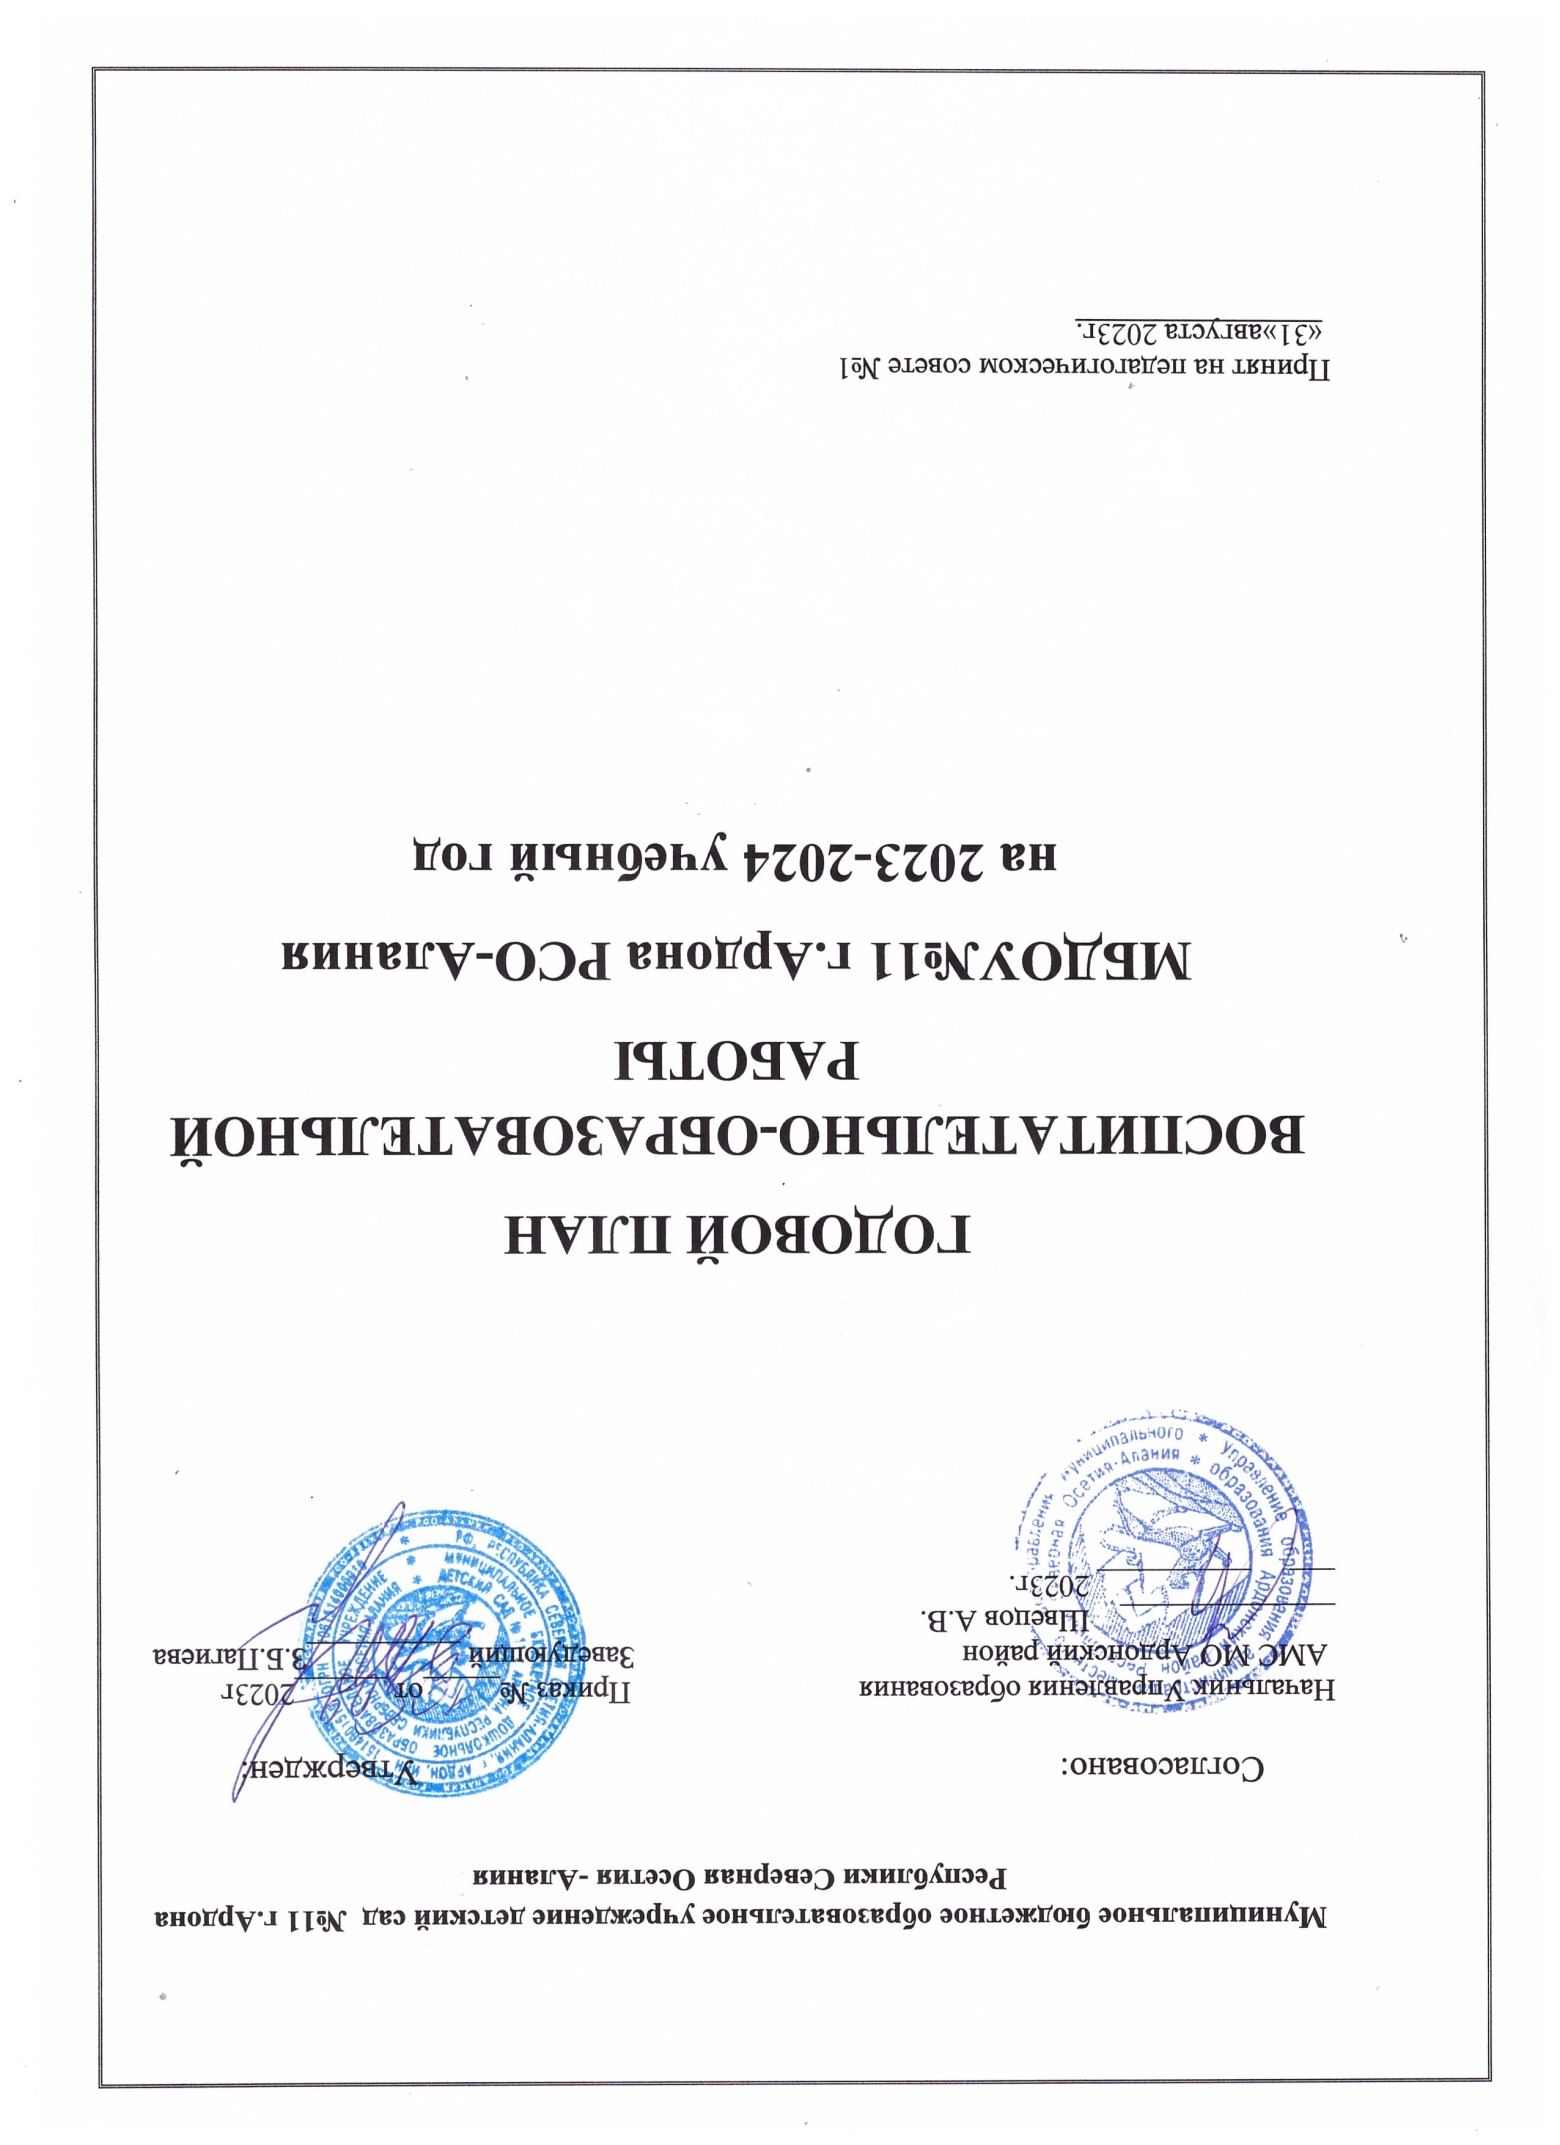 Муниципальное бюджетное образовательное учреждение детский сад №11 г.Ардона
Республики Северная Осетия -Алания
Согласовано:
Начальник Управления образования
АМС МО Ардонский район
Швецов А.В.
2023г.
Утвержден:
Приказ № от 2023г
Заведующий З.Б.Пагиева
ГОДОВОЙ ПЛАН
ВОСПИТАТЕЛЬНО-ОБРАЗОВАТЕЛЬНОЙ
РАБОТЫ
МБДОУ№11 г.Ардона РСО-Алания
на 2023-2024 учебный год
Принят на педагогическом совете №1
«31»августа 2023г.